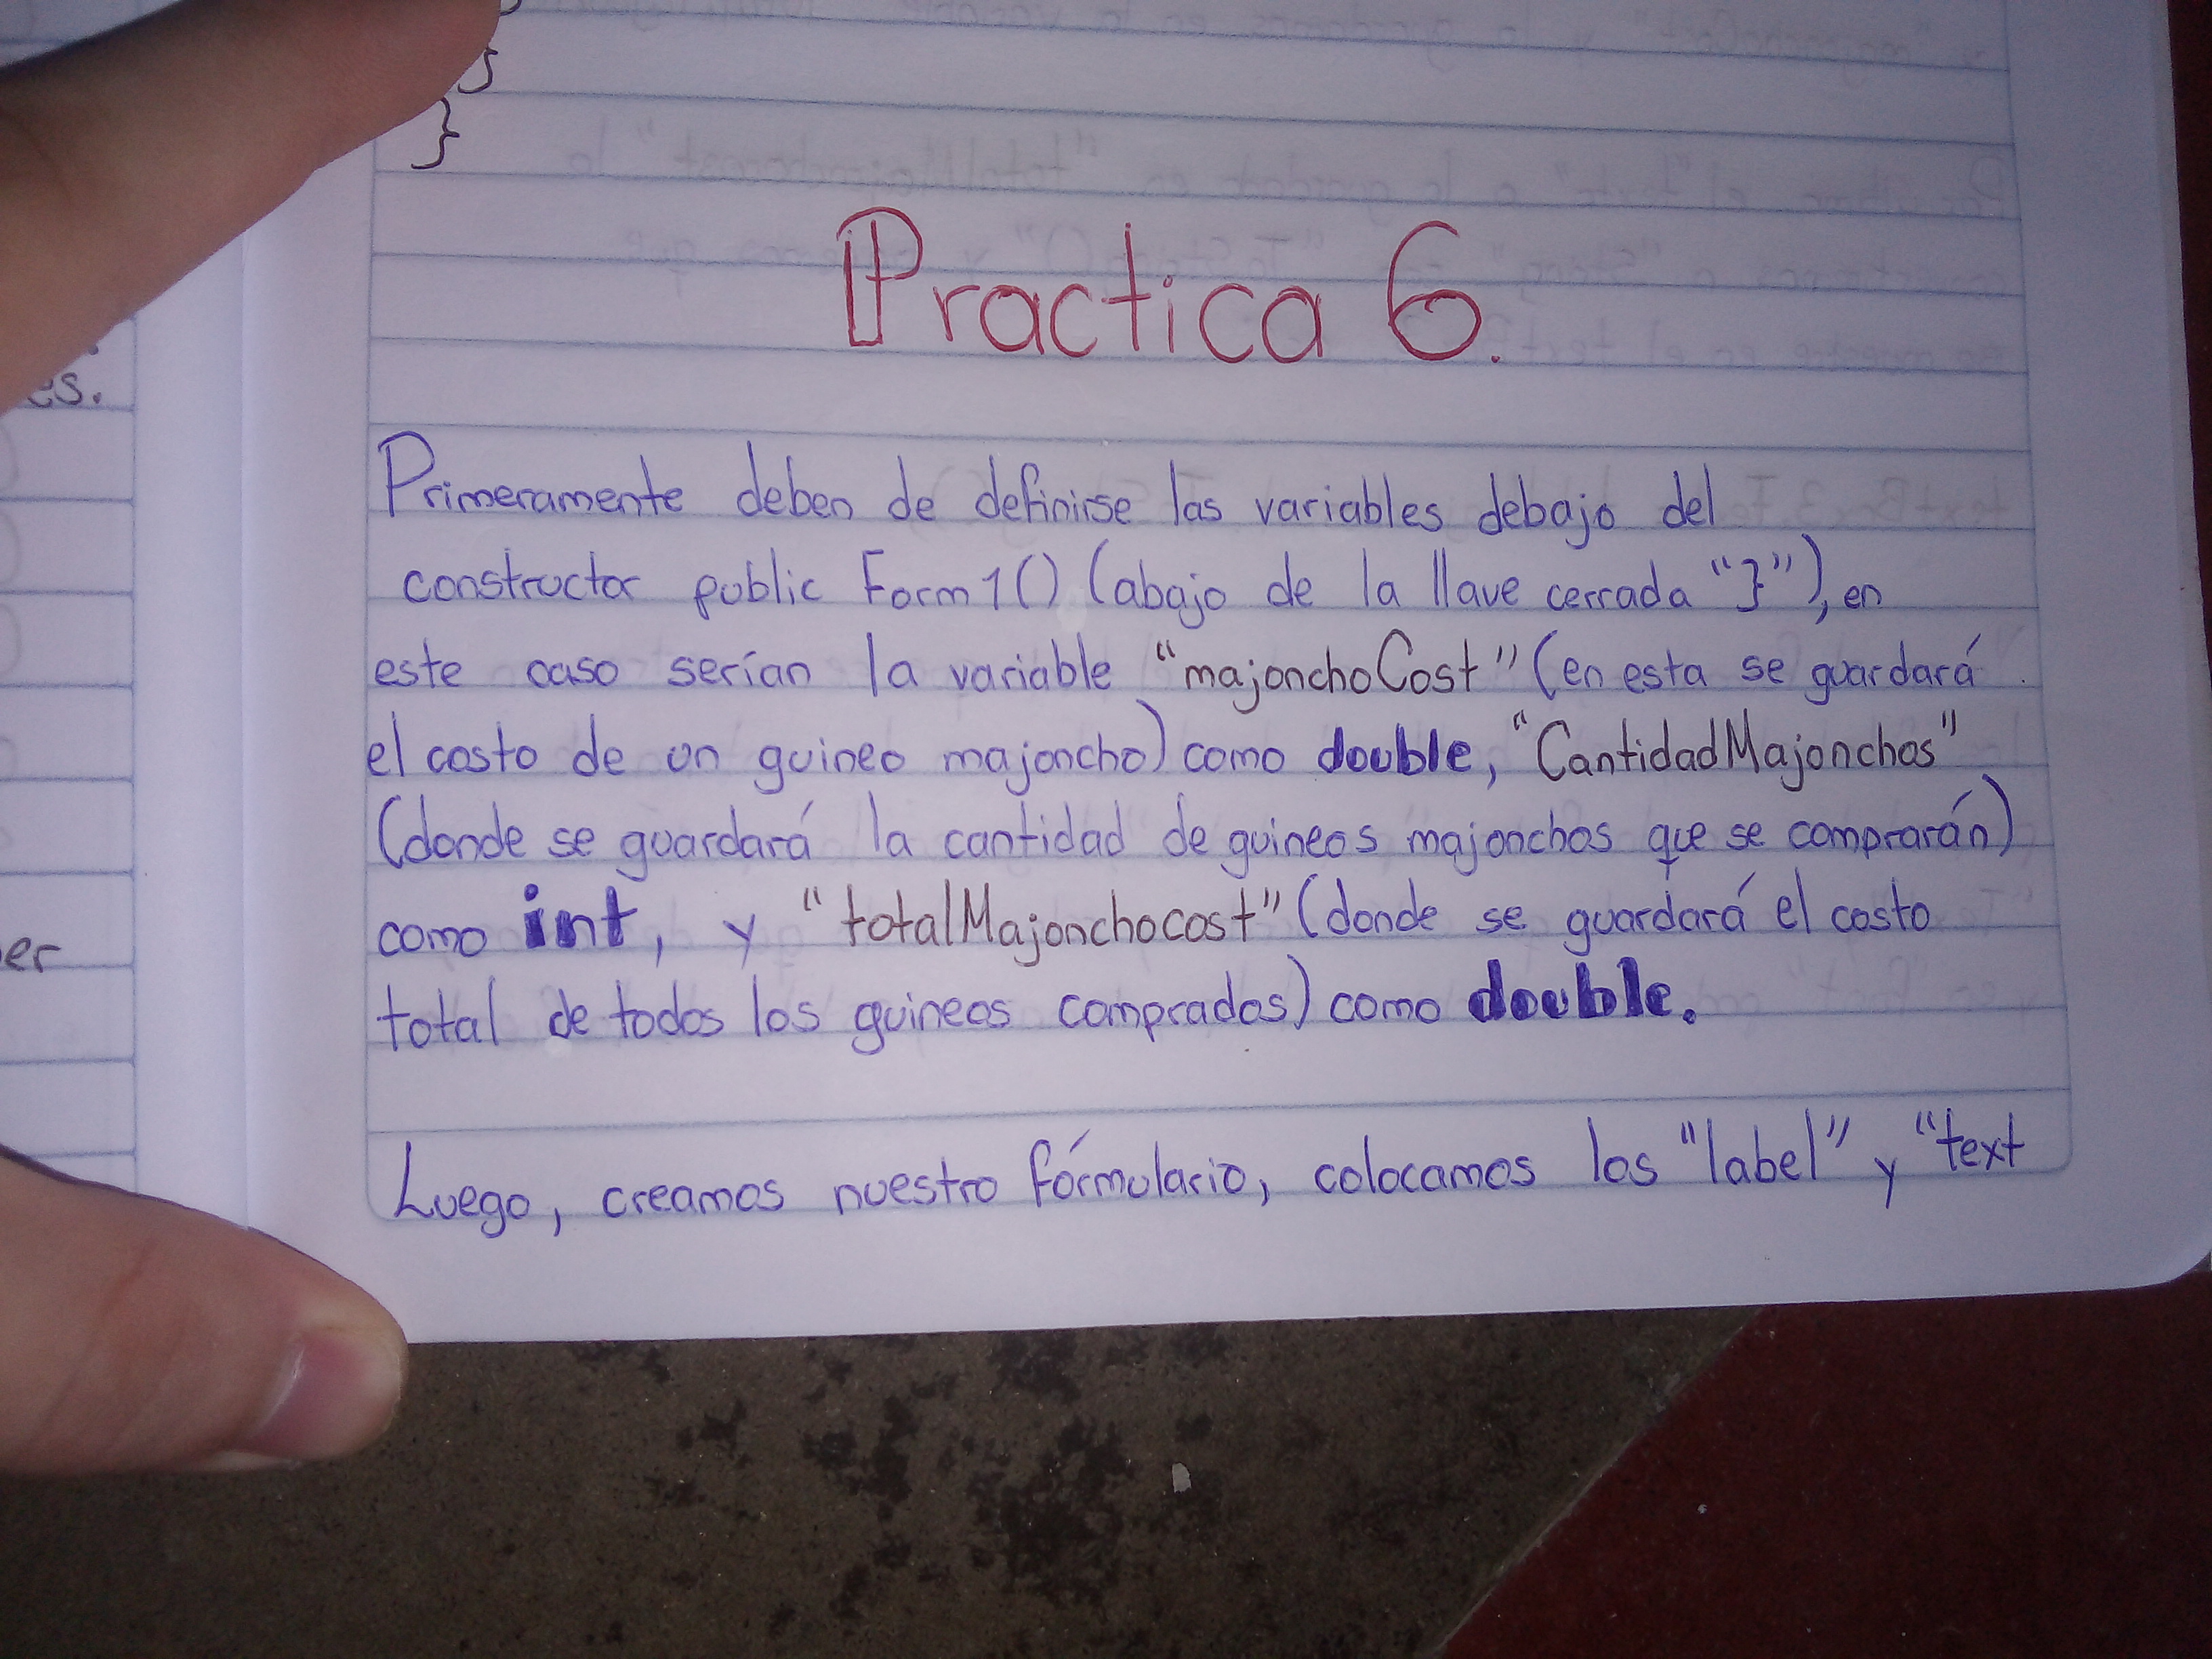 }
}
Practica 6.
es.
Primeramente deben de definirse las variables debajo del
constructor public Form1() (abajo de la llave cerrada "}"), en
este caso serían la variable "majonchoCost" (en esta se guardará
el costo de un guineo majoncho) como double, "CantidadMajonchos"
(donde se guardará la cantidad de guineos majonchos que se comprarán)
como int, y "totalMajonchocost" (donde se guardará el costo
er
total de todos los guineos comprados) como double.
Luego, creamos nuestro fórmulario, colocamos los "label" y "text